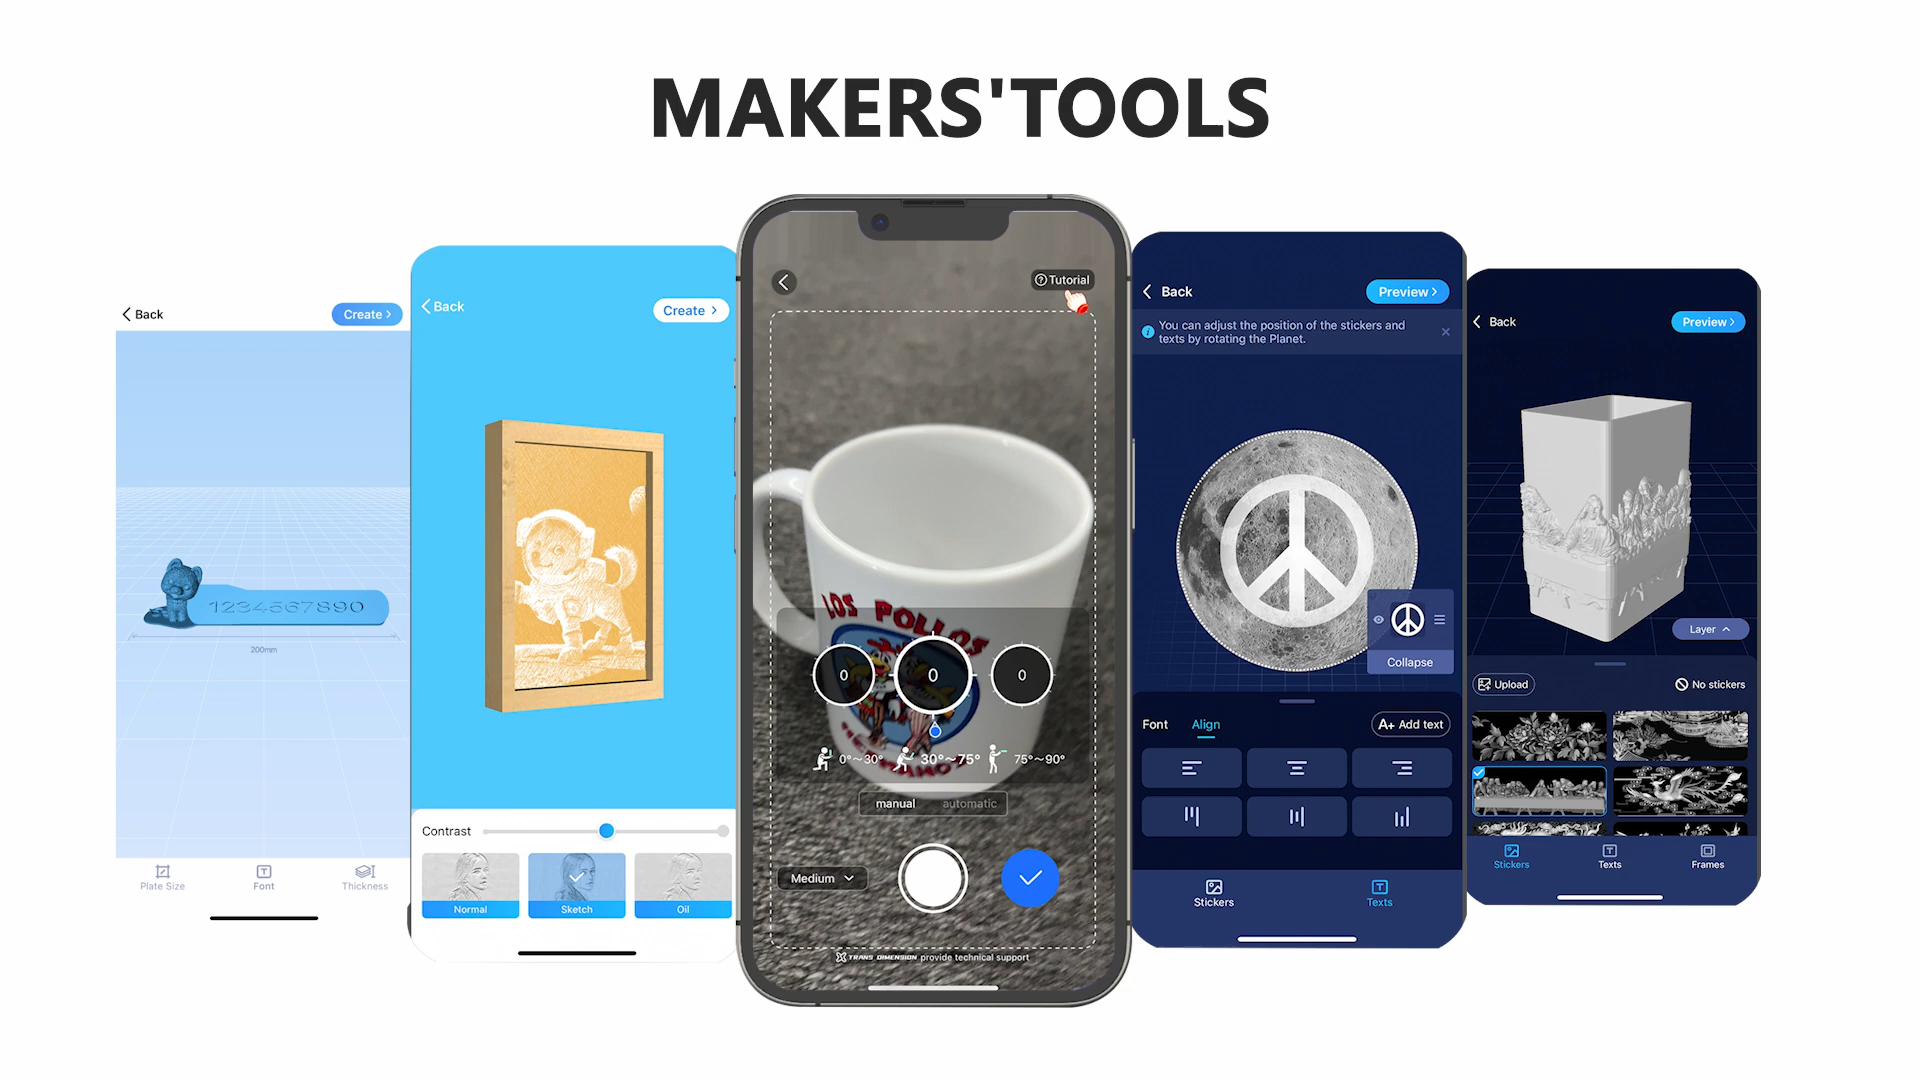 MAKERS'TOOLS
Back
Create >
1234567890
200mm
Plate Size
Font
Thickness
Back
Create >
Contrast
Normal
Sketch
Oil
Tutorial
LOS POLLOS
HERMANOS
0
0
0
0°~30°
30°~75°
75°~90°
manual
automatic
Medium
TRANS DIMENSION provide technical support
Back
Preview >
You can adjust the position of the stickers and
texts by rotating the Planet.
Collapse
Font
Align
A+ Add text
Stickers
Texts
Back
Preview >
Layer
Upload
No stickers
Stickers
Texts
Frames